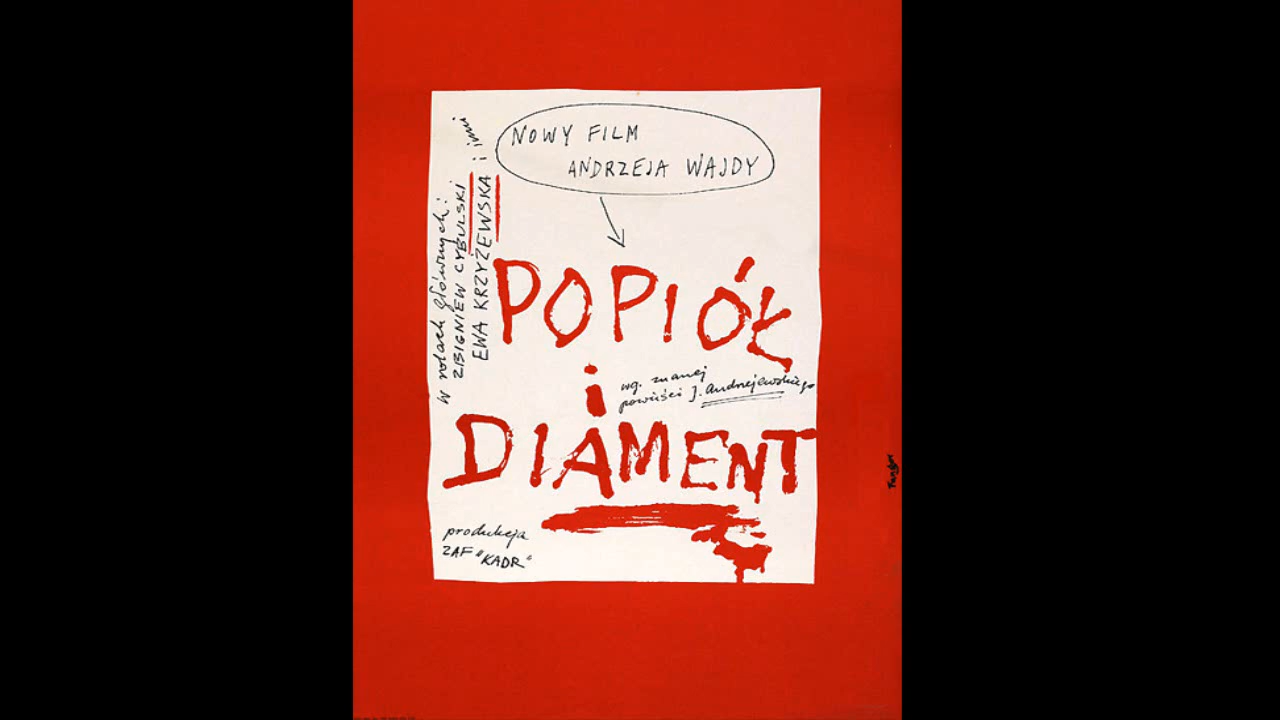 NOWY FILM
ANDRZEJA WAJDY
w rolach głównych:
ZBIGNIEW CYBULSKI
EWA KRZYŻEWSKA i inni
POPIÓŁ
i
wg. znanej
powieści J. Andrzejewskiego
DIAMENT
produkcja
ZAF "KADR"
Fangor